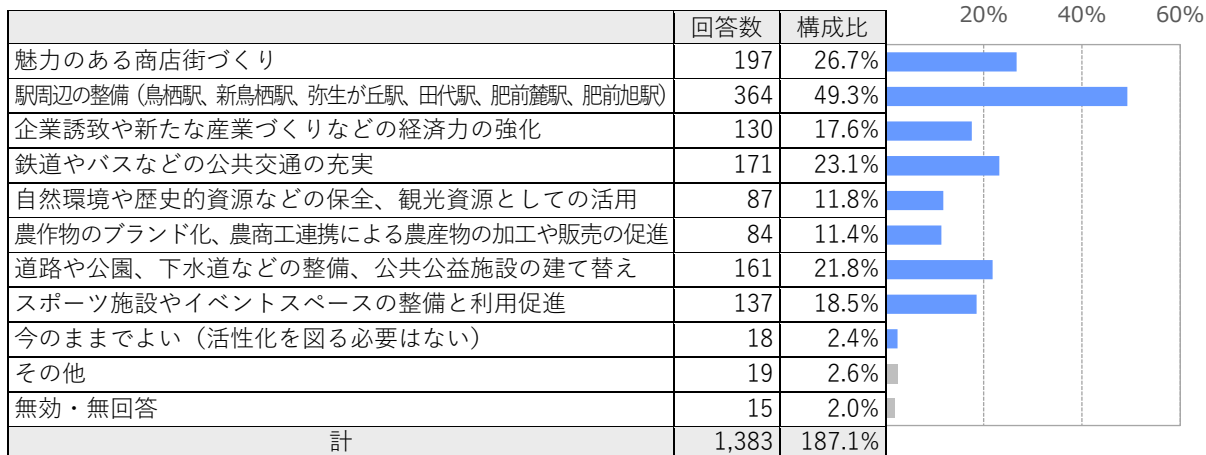 20% 40% 60%
回答数 構成比
魅力のある商店街づくり 197 26.7%
駅周辺の整備（鳥栖駅、新鳥栖駅、弥生が丘駅、田代駅、肥前麓駅、肥前旭駅） 364 49.3%
企業誘致や新たな産業づくりなどの経済力の強化 130 17.6%
鉄道やバスなどの公共交通の充実 171 23.1%
自然環境や歴史的資源などの保全、観光資源としての活用 87 11.8%
農作物のブランド化、農商工連携による農産物の加工や販売の促進 84 11.4%
道路や公園、下水道などの整備、公共公益施設の建て替え 161 21.8%
スポーツ施設やイベントスペースの整備と利用促進 137 18.5%
今のままでよい（活性化を図る必要はない） 18 2.4%
その他 19 2.6%
無効・無回答 15 2.0%
計 1,383 187.1%